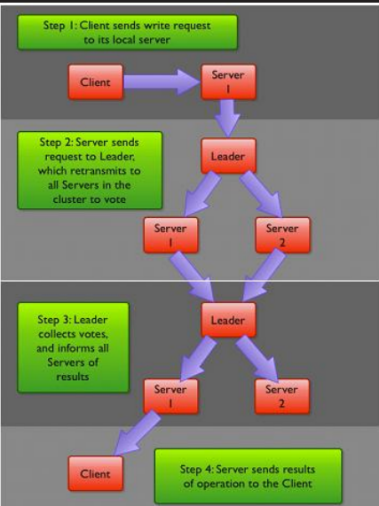 Step 1: Client sends write request
to its local server
Client
Server
1
Step 2: Server sends
request to Leader,
which retransmits to
all Servers in the
cluster to vote
Leader
Server
1
Server
2
Step 3: Leader
collects votes,
and informs all
Servers of
results
Leader
Server
1
Server
2
Client
Step 4: Server sends results
of operation to the Client